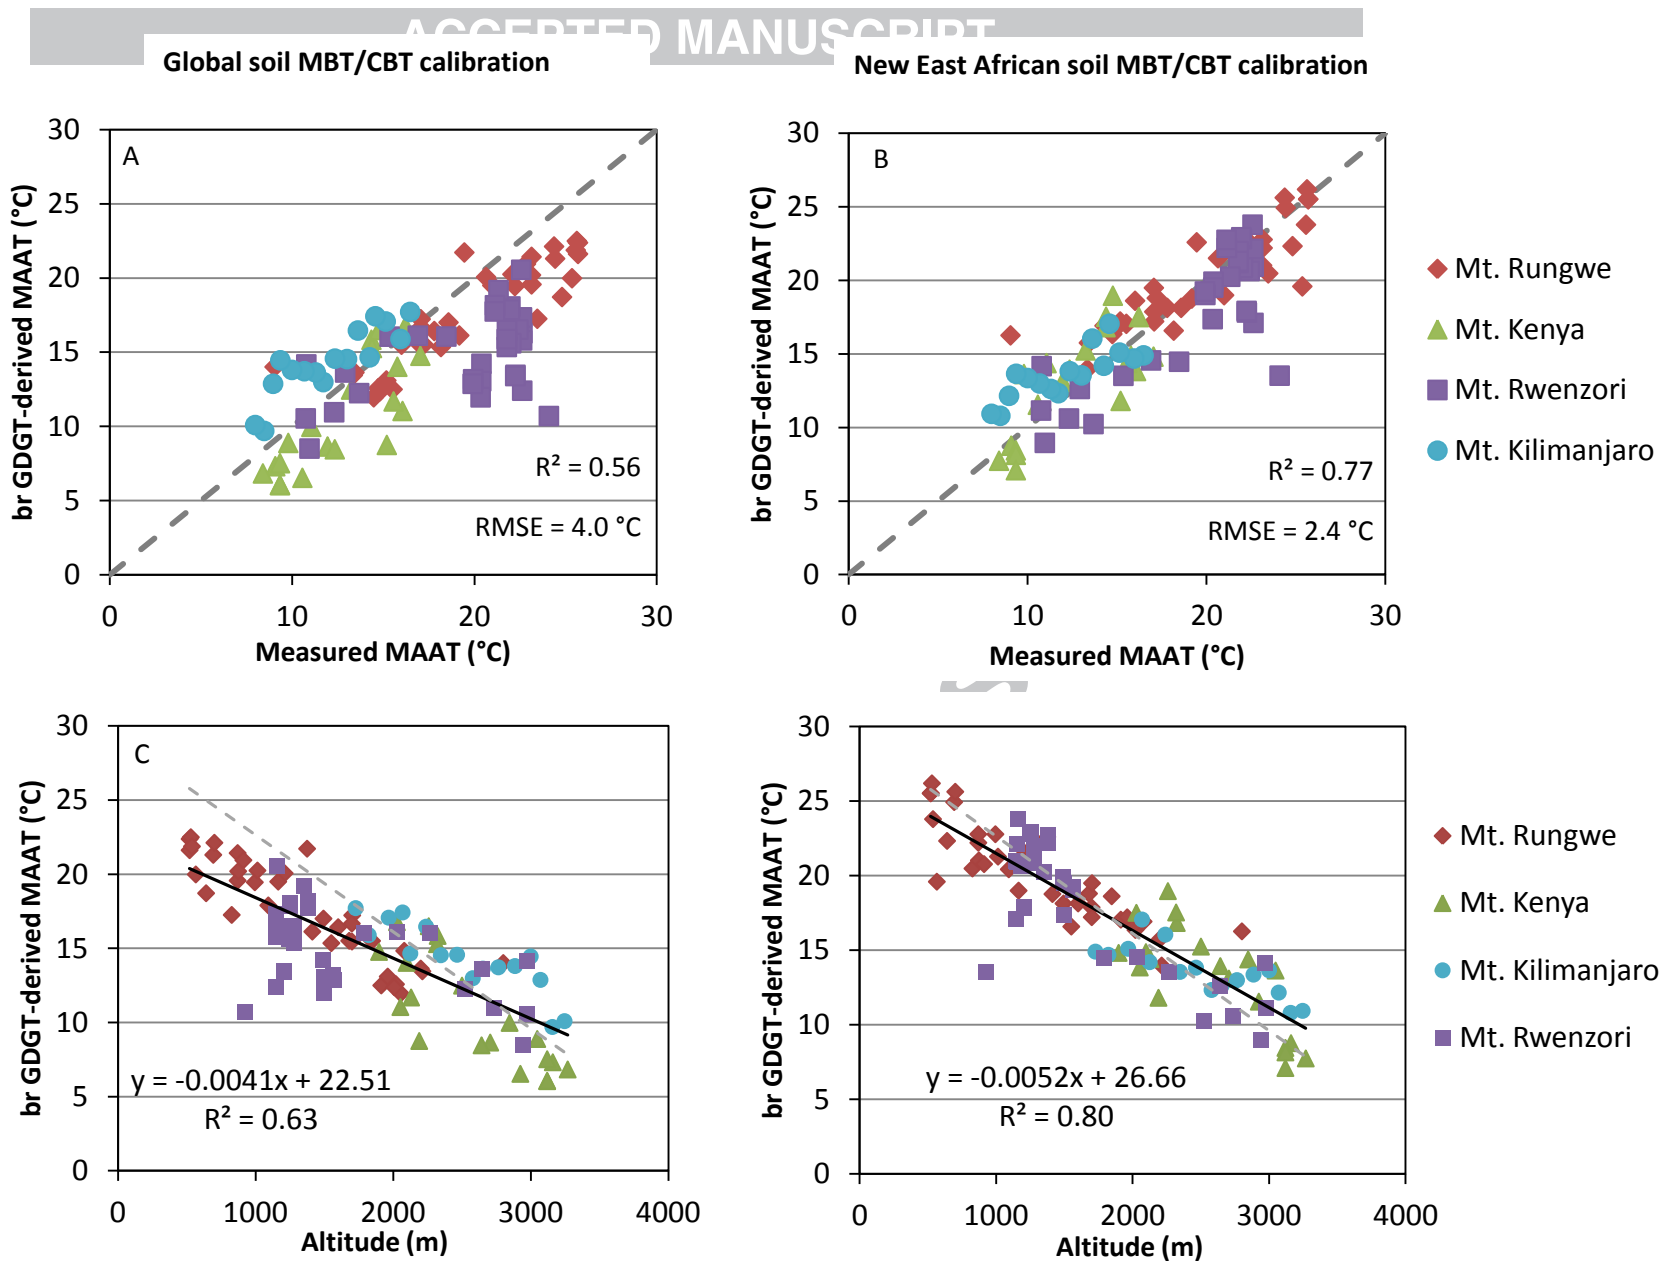 ACCEPTED MANUSCRIPT
Global soil MBT/CBT calibration
New East African soil MBT/CBT calibration
br GDGT-derived MAAT (°C)
30
25
20
15
10
5
0
A
R² = 0.56
RMSE = 4.0 °C
0 10 20 30
Measured MAAT (°C)
br GDGT-derived MAAT (°C)
30
25
20
15
10
5
0
B
R² = 0.77
RMSE = 2.4 °C
0 10 20 30
Measured MAAT (°C)
Mt. Rungwe
Mt. Kenya
Mt. Rwenzori
Mt. Kilimanjaro
br GDGT-derived MAAT (°C)
30
25
20
15
10
5
0
C
y = -0.0041x + 22.51
R² = 0.63
0 1000 2000 3000 4000
Altitude (m)
br GDGT-derived MAAT (°C)
30
25
20
15
10
5
0
y = -0.0052x + 26.66
R² = 0.80
0 1000 2000 3000 4000
Altitude (m)
Mt. Rungwe
Mt. Kenya
Mt. Kilimanjaro
Mt. Rwenzori